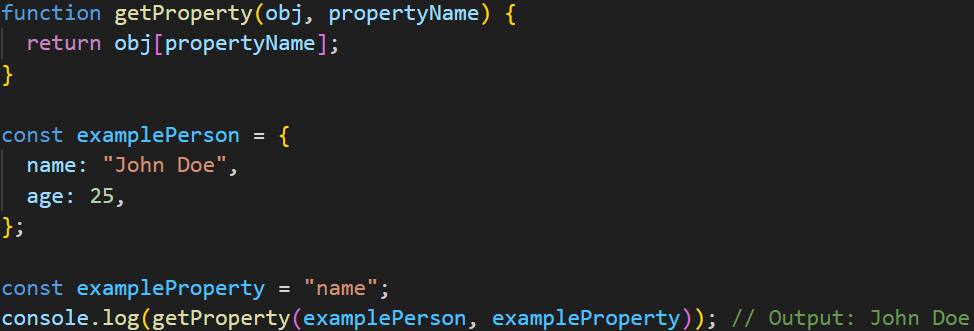 function getProperty(obj, propertyName) {
  return obj[propertyName];
}

const examplePerson = {
  name: "John Doe",
  age: 25,
};

const exampleProperty = "name";
console.log(getProperty(examplePerson, exampleProperty)); // Output: John Doe